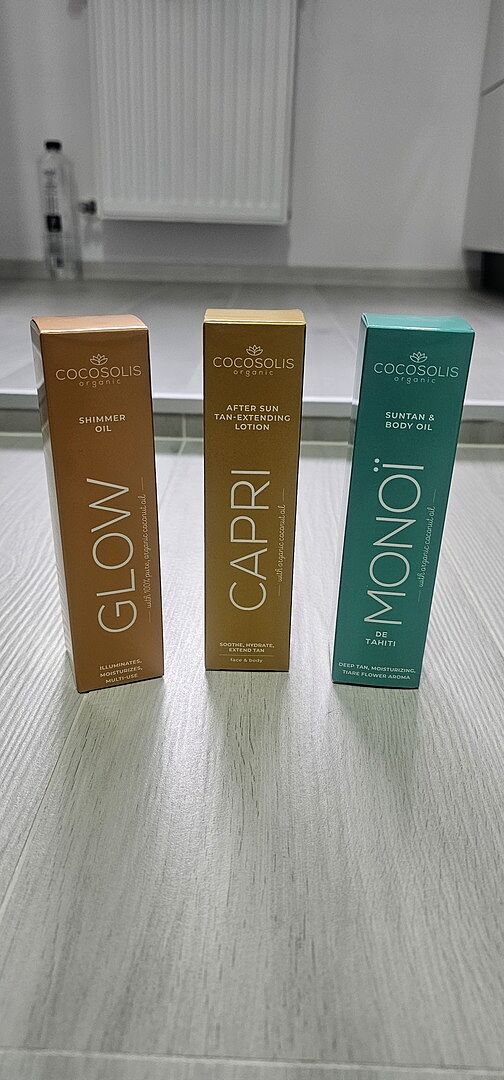 COCOSOLIS
organic
SHIMMER
OIL
GLOW
with 100% pure, organic coconut oil
ILLUMINATES,
MOISTURIZES,
MULTI-USE
COCOSOLIS
organic
AFTER SUN
TAN-EXTENDING
LOTION
CAPRI
with organic coconut oil
SOOTHE, HYDRATE,
EXTEND TAN
face & body
COCOSOLIS
organic
SUNTAN &
BODY OIL
MONOÏ
with organic coconut oil
DE
TAHITI
DEEP TAN, MOISTURIZING,
TIARE FLOWER AROMA